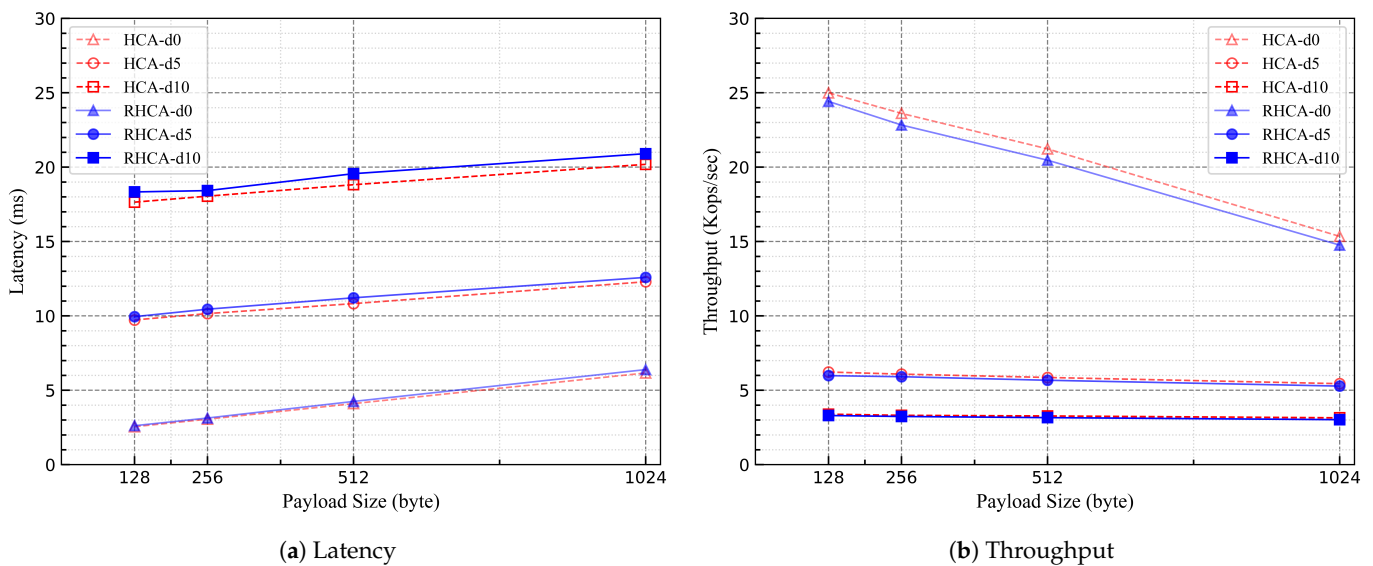 30
25
20
15
10
5
0
Latency (ms)
HCA-d0
HCA-d5
HCA-d10
RHCA-d0
RHCA-d5
RHCA-d10
128 256 512 1024
Payload Size (byte)
(a) Latency
30
25
20
15
10
5
0
Throughput (Kops/sec)
HCA-d0
HCA-d5
HCA-d10
RHCA-d0
RHCA-d5
RHCA-d10
128 256 512 1024
Payload Size (byte)
(b) Throughput